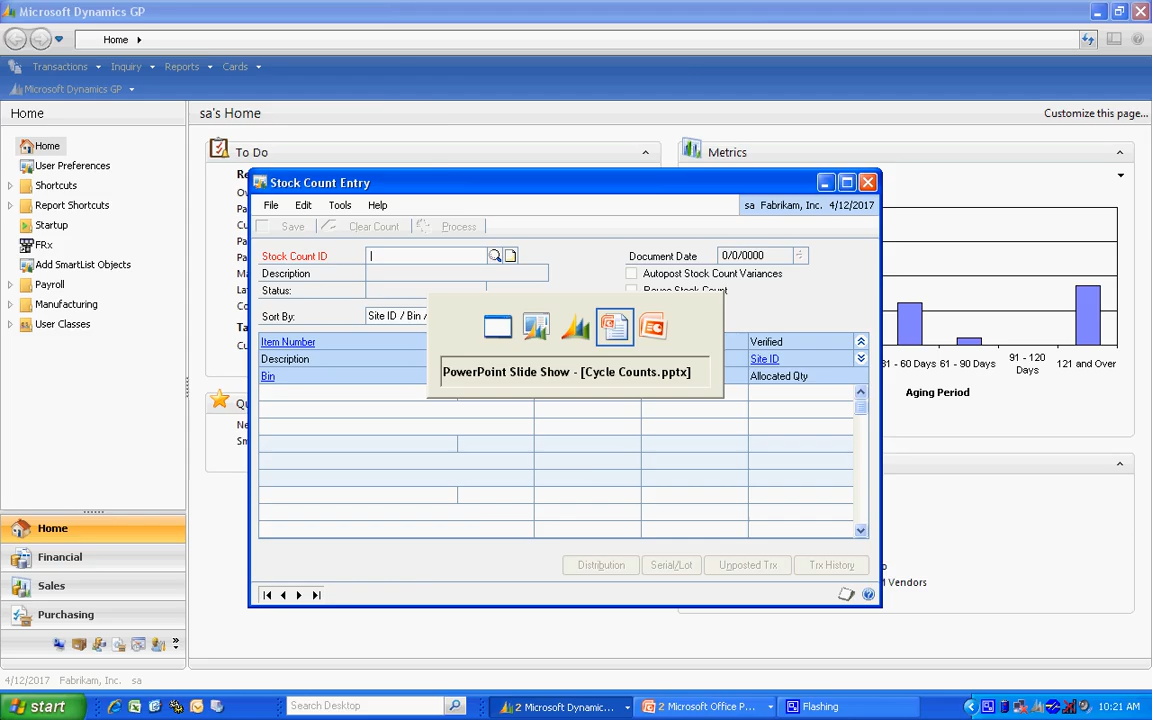 Microsoft Dynamics GP
Home
Transactions
Inquiry
Reports
Cards
Microsoft Dynamics GP
Home
sa's Home
Customize this page...
Home
User Preferences
Shortcuts
Report Shortcuts
Startup
FRx
Add SmartList Objects
Payroll
Manufacturing
User Classes
To Do
Metrics
Stock Count Entry
File Edit Tools Help
sa Fabrikam, Inc. 4/12/2017
Save
Clear Count
Process
Stock Count ID
Document Date 0/0/0000
Description
Autopost Stock Count Variances
Status:
Reuse Stock Count
Sort By: Site ID / Bin /
Item Number
Verified
Description
Site ID
Bin
Allocated Qty
PowerPoint Slide Show - [Cycle Counts.pptx]
Distribution
Serial/Lot
Unposted Trx
Trx History
31 - 60 Days
61 - 90 Days
91 - 120 Days
121 and Over
Aging Period
M Vendors
Home
Financial
Sales
Purchasing
4/12/2017 Fabrikam, Inc. sa
start
Search Desktop
2 Microsoft Dynamic...
2 Microsoft Office P...
Flashing
10:21 AM